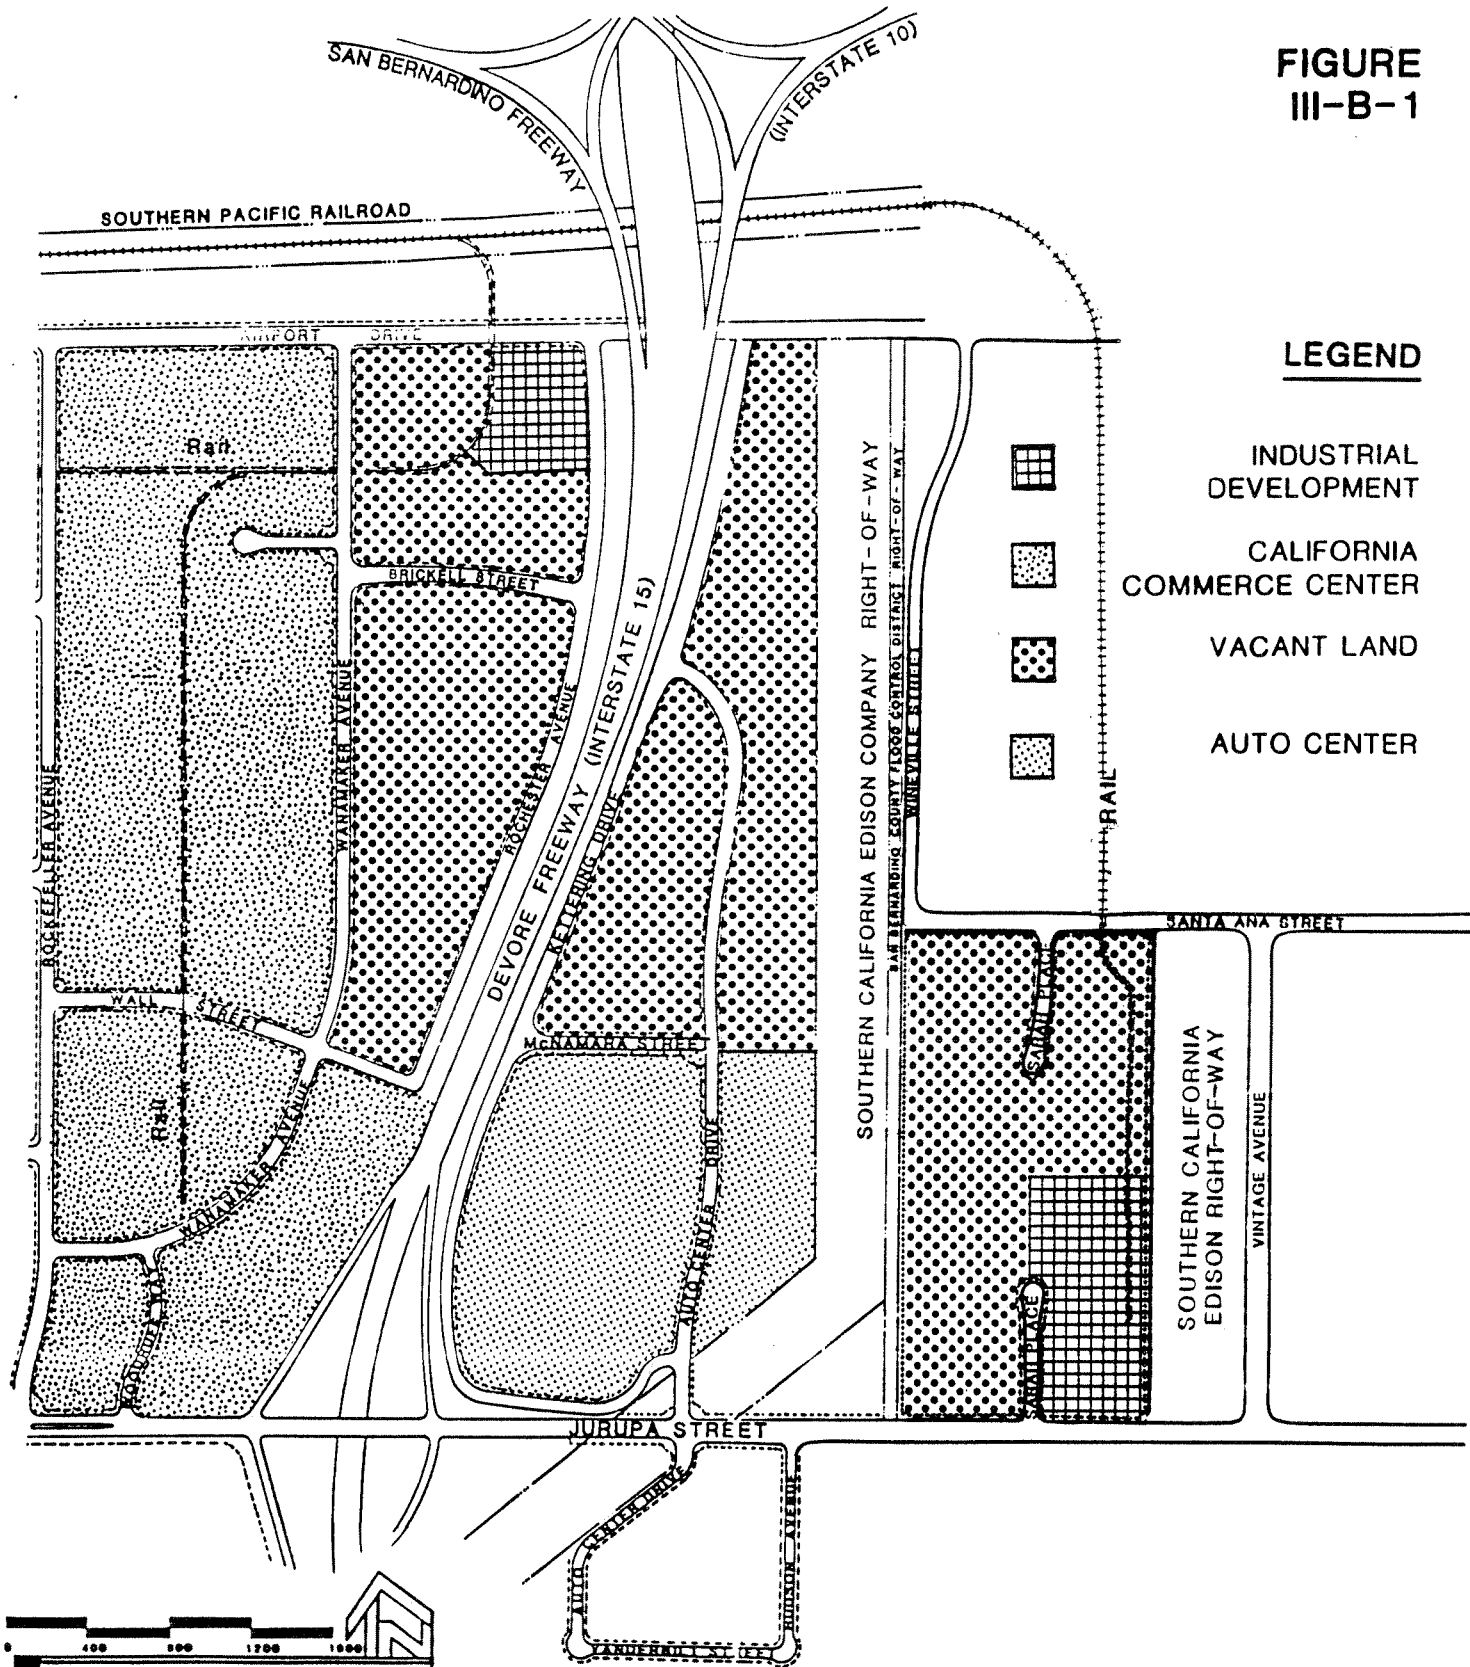 FIGURE
III-B-1
SAN BERNARDINO FREEWAY
(INTERSTATE 10)
SOUTHERN PACIFIC RAILROAD
AIRPORT DRIVE
LEGEND
INDUSTRIAL
DEVELOPMENT
CALIFORNIA
COMMERCE CENTER
VACANT LAND
AUTO CENTER
Rail
BRICKELL STREET
ROCKEFELLER AVENUE
WANAMAKER AVENUE
ROCHESTER AVENUE
DEVORE FREEWAY (INTERSTATE 15)
KETTERING DRIVE
SOUTHERN CALIFORNIA EDISON COMPANY RIGHT-OF-WAY
SAN BERNARDINO COUNTY FLOOD CONTROL DISTRICT RIGHT-OF-WAY
WINEVILLE STREET
RAIL
SANTA ANA STREET
WALL STREET
McNAMARA STREET
SARAH PLACE
Rail
WANAMAKER AVENUE
WOODRUFF WAY
AUTO CENTER DRIVE
SARAH PLACE
SOUTHERN CALIFORNIA
EDISON RIGHT-OF-WAY
VINTAGE AVENUE
JURUPA STREET
AUTO CENTER DRIVE
HUDSON AVENUE
VANDERBILT STREET
0 400 800 1200 1600